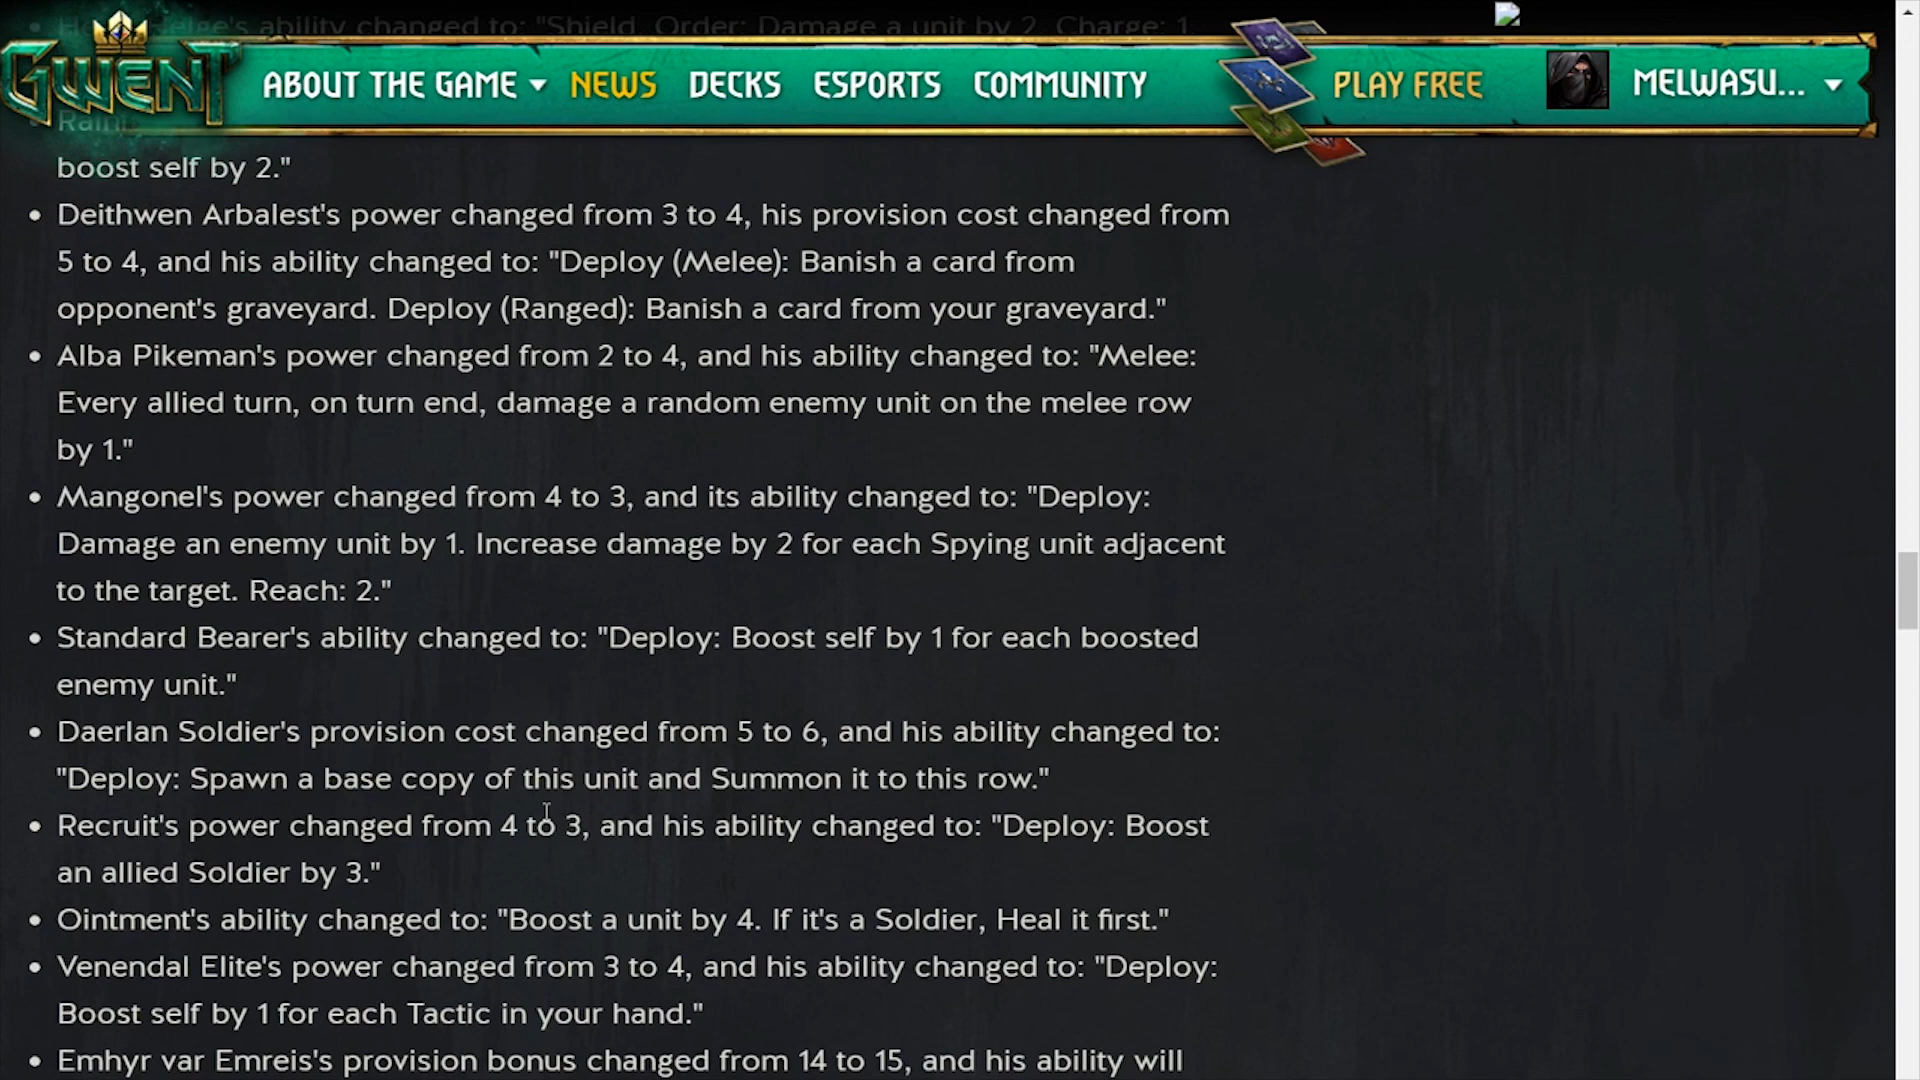 ability changed to: "Shield. Order: Damage a unit by 2. Charge: 1.
GWENT
ABOUT THE GAME
NEWS
DECKS
ESPORTS
COMMUNITY
PLAY FREE
MELWASU...
boost self by 2."
• Deithwen Arbalest's power changed from 3 to 4, his provision cost changed from
5 to 4, and his ability changed to: "Deploy (Melee): Banish a card from
opponent's graveyard. Deploy (Ranged): Banish a card from your graveyard."
• Alba Pikeman's power changed from 2 to 4, and his ability changed to: "Melee:
Every allied turn, on turn end, damage a random enemy unit on the melee row
by 1."
• Mangonel's power changed from 4 to 3, and its ability changed to: "Deploy:
Damage an enemy unit by 1. Increase damage by 2 for each Spying unit adjacent
to the target. Reach: 2."
• Standard Bearer's ability changed to: "Deploy: Boost self by 1 for each boosted
enemy unit."
• Daerlan Soldier's provision cost changed from 5 to 6, and his ability changed to:
"Deploy: Spawn a base copy of this unit and Summon it to this row."
• Recruit's power changed from 4 to 3, and his ability changed to: "Deploy: Boost
an allied Soldier by 3."
• Ointment's ability changed to: "Boost a unit by 4. If it's a Soldier, Heal it first."
• Venendal Elite's power changed from 3 to 4, and his ability changed to: "Deploy:
Boost self by 1 for each Tactic in your hand."
• Emhyr var Emreis's provision bonus changed from 14 to 15, and his ability will